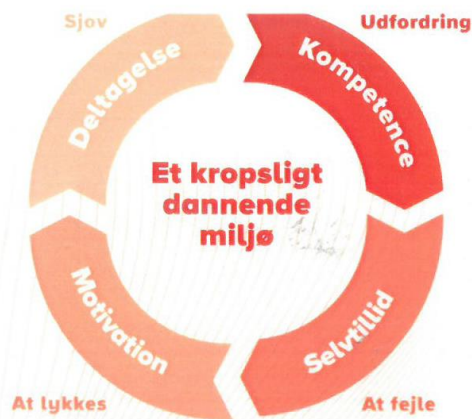 Sjov
Udfordring
Deltagelse
Kompetence
Et kropsligt
dannende
miljø
Motivation
Selvtillid
At lykkes
At fejle